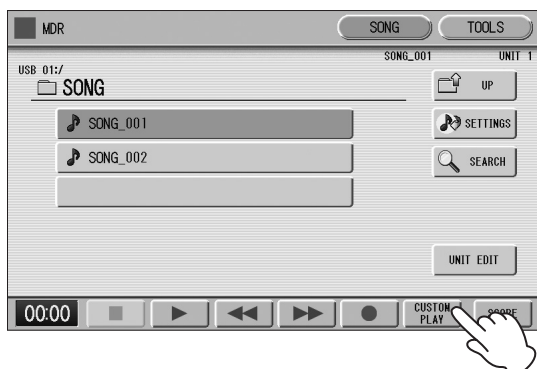 MDR
SONG
TOOLS
SONG_001
UNIT 1
USB 01:/
SONG
UP
SONG_001
SETTINGS
SONG_002
SEARCH
UNIT EDIT
00:00
CUSTOM
PLAY
SCORE